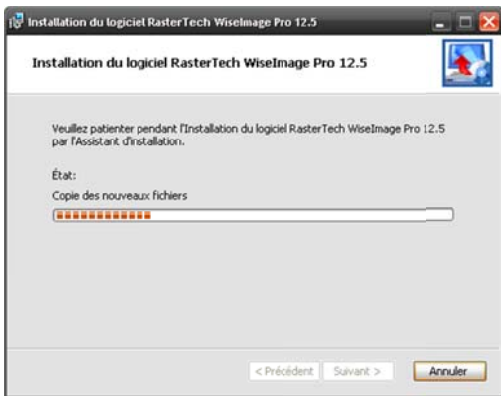 Installation du logiciel RasterTech WiseImage Pro 12.5
Installation du logiciel RasterTech WiseImage Pro 12.5
Veuillez patienter pendant l'Installation du logiciel RasterTech WiseImage Pro 12.5
par l'Assistant d'installation.
État:
Copie des nouveaux fichiers
< Précédent
Suivant >
Annuler